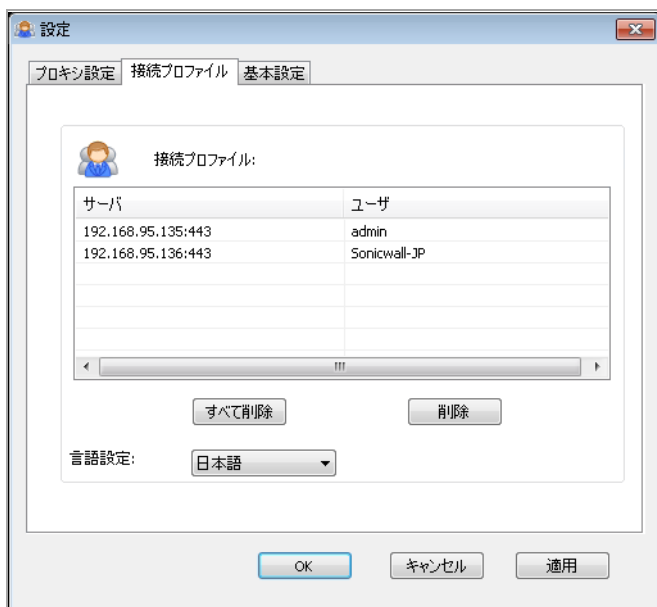 設定
プロキシ設定 接続プロファイル 基本設定
接続プロファイル:
サーバ ユーザ
192.168.95.135:443 admin
192.168.95.136:443 Sonicwall-JP
すべて削除 削除
言語設定: 日本語
OK キャンセル 適用